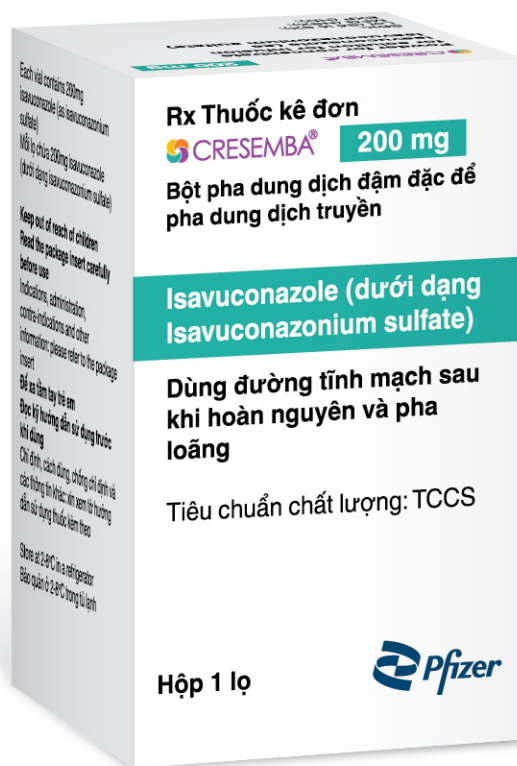 Rx Thuốc kê đơn
CRESEMBA® 200 mg
Bột pha dung dịch đậm đặc để
pha dung dịch truyền
Isavuconazole (dưới dạng
Isavuconazonium sulfate)
Dùng đường tĩnh mạch sau
khi hoàn nguyên và pha
loãng
Tiêu chuẩn chất lượng: TCCS
Hộp 1 lọ
Pfizer
Each vial contains 200mg
isavuconazole (as isavuconazonium
sulfate)
Mỗi lọ chứa 200mg isavuconazole
(dưới dạng isavuconazonium sulfate)
Keep out of reach of children
Read the package insert carefully
before use
Indications, administration,
contra-indications and other
information: please refer to the package
insert
Để xa tầm tay trẻ em
Đọc kỹ hướng dẫn sử dụng trước
khi dùng
Chỉ định, cách dùng, chống chỉ định và
các thông tin khác: xin xem tờ hướng
dẫn sử dụng thuốc kèm theo
Store at 2-8°C in a refrigerator
Bảo quản ở 2-8°C trong tủ lạnh
CRESEMBA®
200 mg